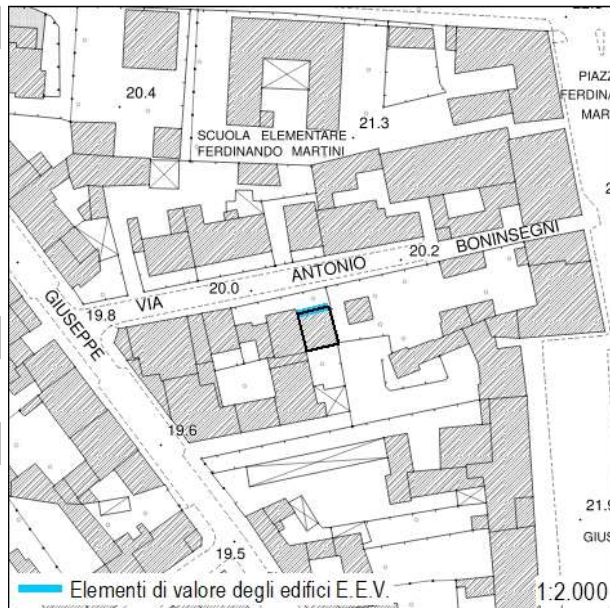 20.4
PIAZZ
FERDINA
MAR
21.3
SCUOLA ELEMENTARE
FERDINANDO MARTINI
VIA ANTONIO BONINSEGNI
20.2
20.0
19.8
GIUSEPPE
19.6
21.9
GIUS
19.5
Elementi di valore degli edifici E.E.V.
1:2.000